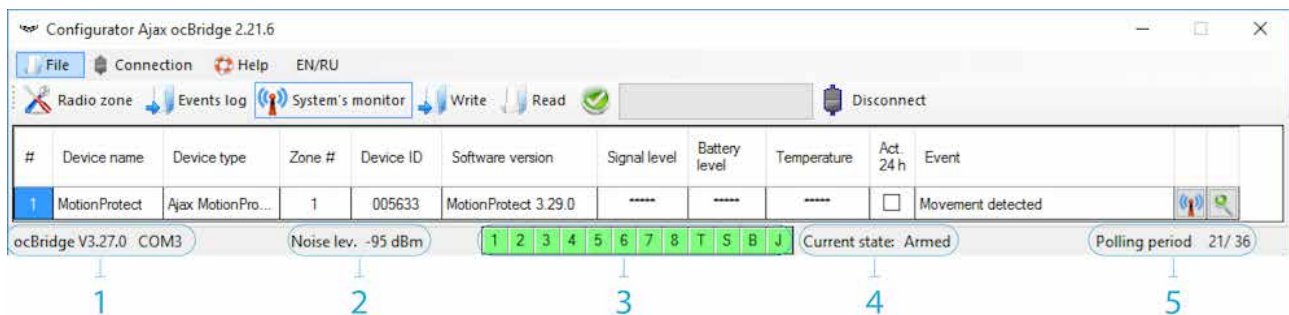 Configurator Ajax ocBridge 2.21.6
File Connection Help EN/RU
Radio zone Events log System's monitor Write Read Disconnect
# Device name Device type Zone # Device ID Software version Signal level Battery level Temperature Act. 24 h Event
1 MotionProtect Ajax MotionPro... 1 005633 MotionProtect 3.29.0 ----- ----- ----- Movement detected
ocBridge V3.27.0 COM3 Noise lev. -95 dBm 1 2 3 4 5 6 7 8 T S B J Current state: Armed Polling period 21/ 36
1 2 3 4 5